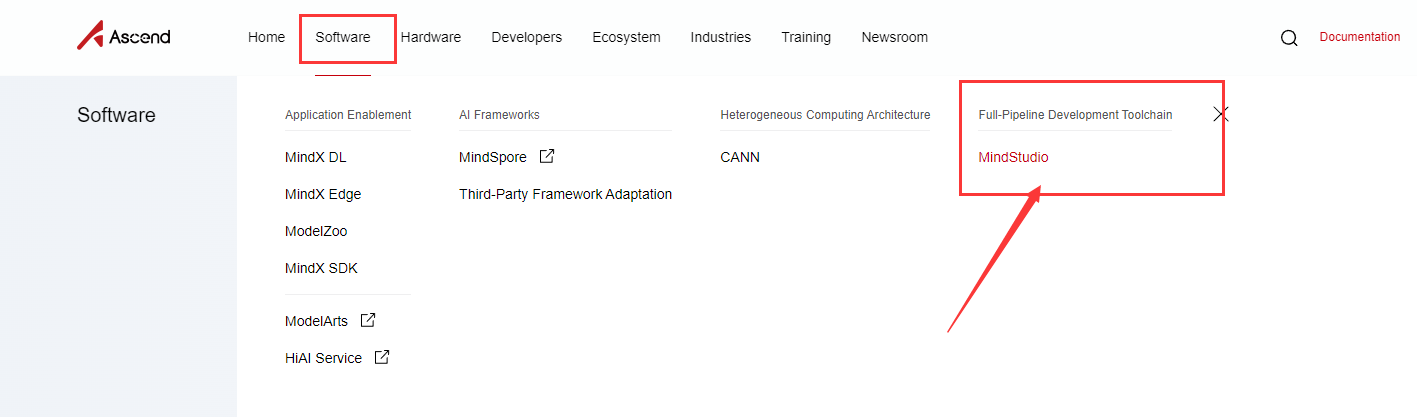 Ascend
Home Software Hardware Developers Ecosystem Industries Training Newsroom Documentation
Software
Application Enablement
MindX DL
MindX Edge
ModelZoo
MindX SDK
ModelArts
HiAI Service
AI Frameworks
MindSpore
Third-Party Framework Adaptation
Heterogeneous Computing Architecture
CANN
Full-Pipeline Development Toolchain
MindStudio